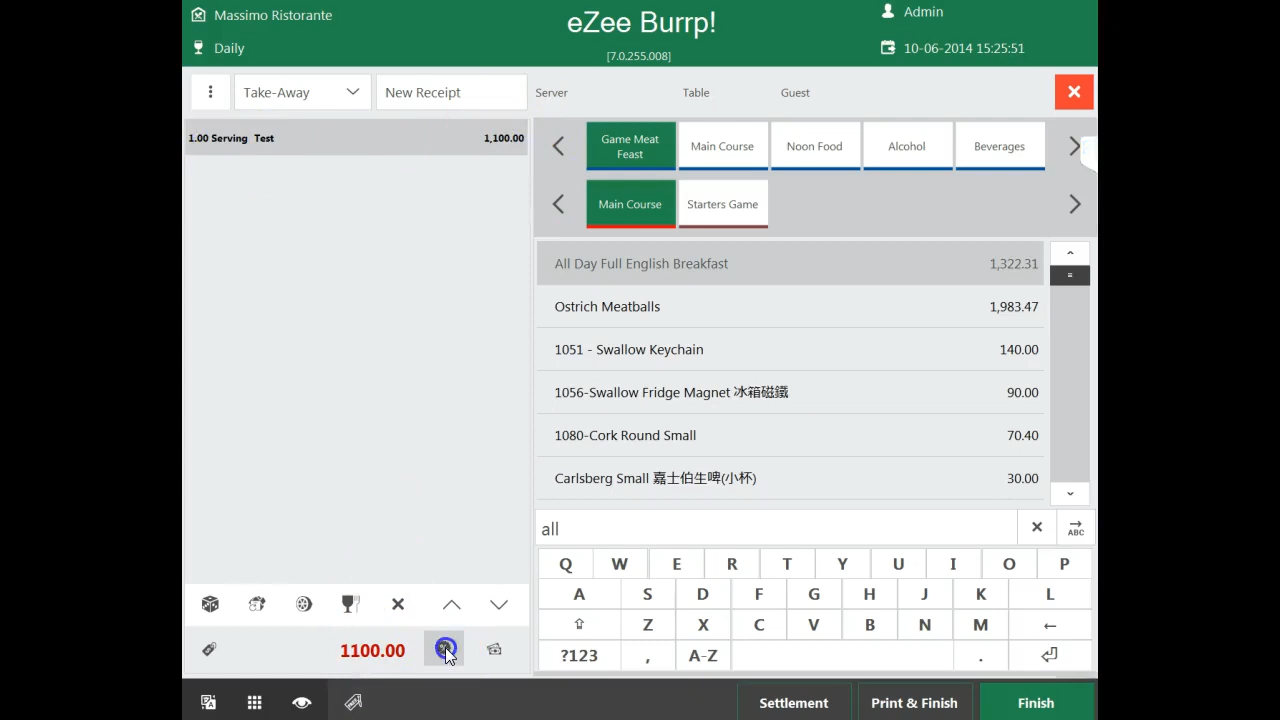 Massimo Ristorante
eZee Burrp!
Admin
Daily
[7.0.255.008]
10-06-2014 15:25:51
Take-Away
New Receipt
Server
Table
Guest
1.00 Serving Test 1,100.00
Game Meat
Feast
Main Course
Noon Food
Alcohol
Beverages
Main Course
Starters Game
All Day Full English Breakfast 1,322.31
Ostrich Meatballs 1,983.47
1051 - Swallow Keychain 140.00
1056-Swallow Fridge Magnet 冰箱磁鐵 90.00
1080-Cork Round Small 70.40
Carlsberg Small 嘉士伯生啤(小杯) 30.00
all
ABC
Q W E R T Y U I O P
A S D F G H J K L
Z X C V B N M
?123 , A-Z .
1100.00
Settlement
Print & Finish
Finish